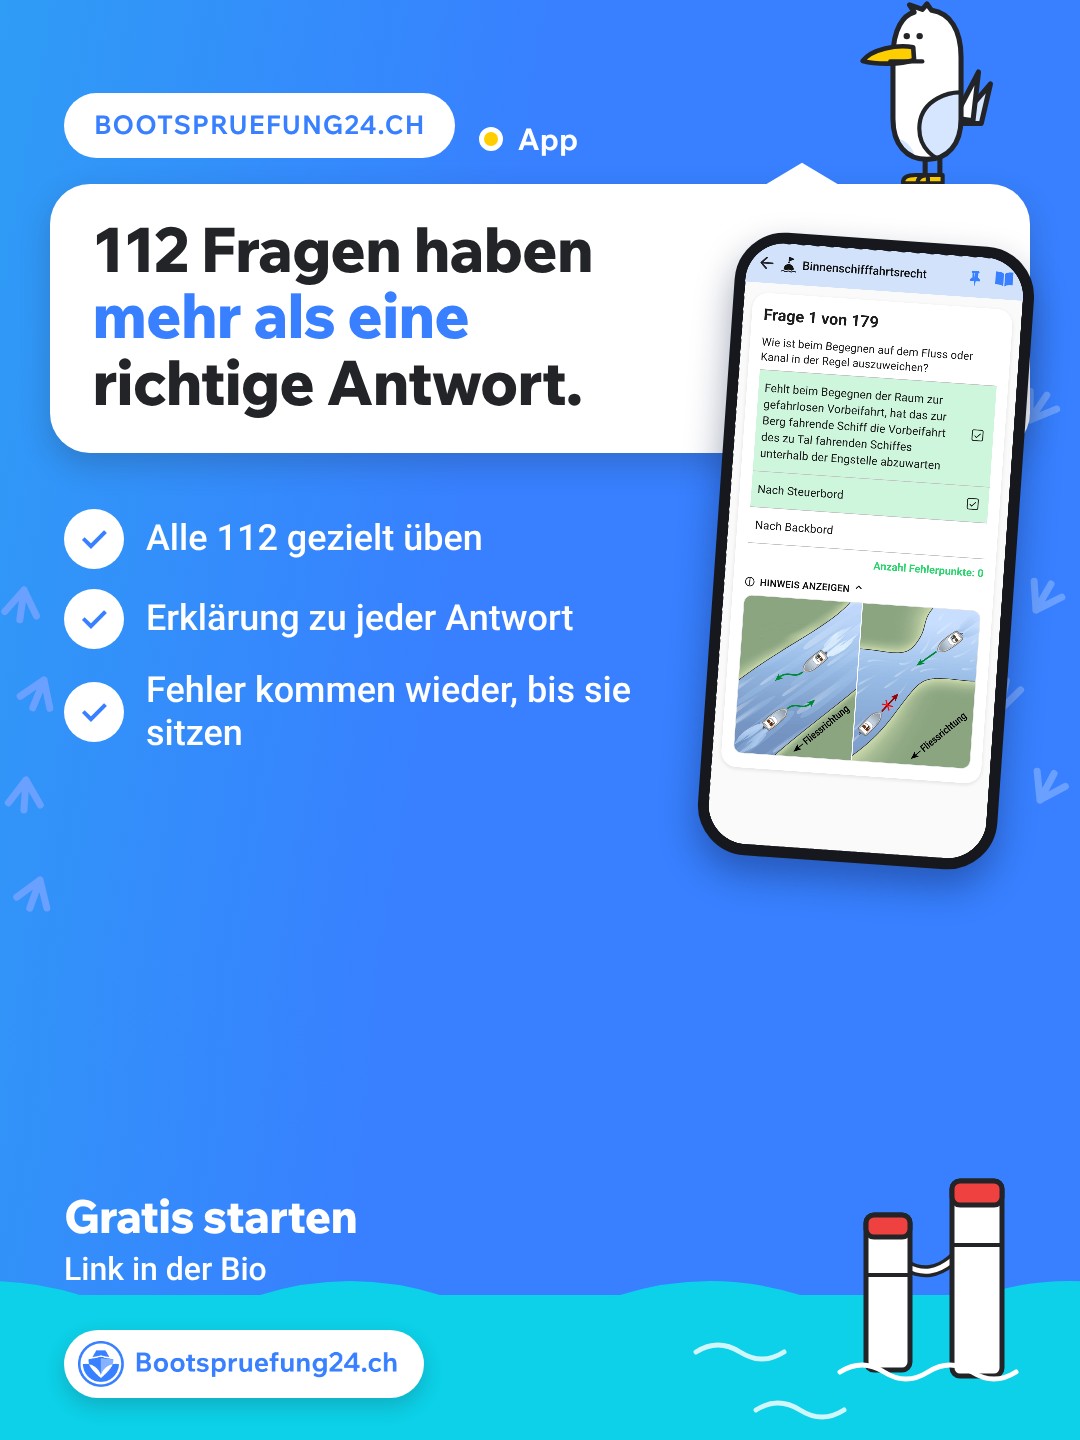 BOOTSPRUEFUNG24.CH
App
112 Fragen haben
mehr als eine
richtige Antwort.
Alle 112 gezielt üben
Erklärung zu jeder Antwort
Fehler kommen wieder, bis sie
sitzen
Binnenschifffahrtsrecht
Frage 1 von 179
Wie ist beim Begegnen auf dem Fluss oder
Kanal in der Regel auszuweichen?
Fehlt beim Begegnen der Raum zur
gefahrlosen Vorbeifahrt, hat das zur
Berg fahrende Schiff die Vorbeifahrt
des zu Tal fahrenden Schiffes
unterhalb der Engstelle abzuwarten
Nach Steuerbord
Nach Backbord
Anzahl Fehlerpunkte: 0
HINWEIS ANZEIGEN
Fliessrichtung
Fliessrichtung
Gratis starten
Link in der Bio
Bootspruefung24.ch